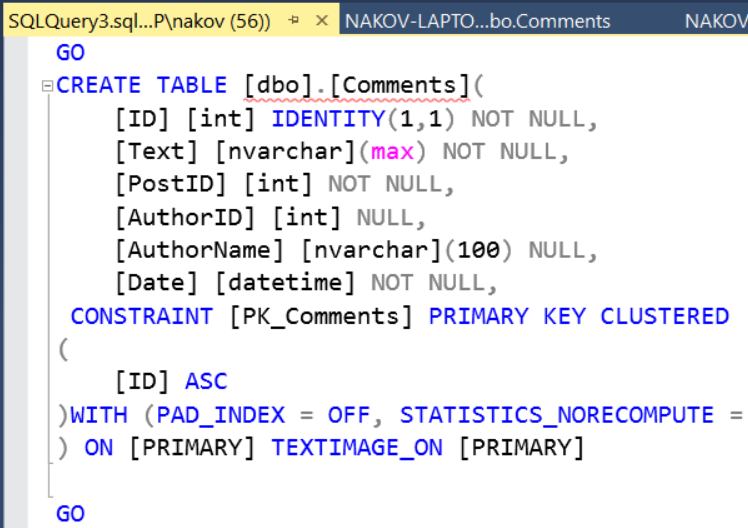 SQLQuery3.sql...P\nakov (56)) NAKOV-LAPTO...bo.Comments NAKOV
GO
CREATE TABLE [dbo].[Comments](
[ID] [int] IDENTITY(1,1) NOT NULL,
[Text] [nvarchar](max) NOT NULL,
[PostID] [int] NOT NULL,
[AuthorID] [int] NULL,
[AuthorName] [nvarchar](100) NULL,
[Date] [datetime] NOT NULL,
CONSTRAINT [PK_Comments] PRIMARY KEY CLUSTERED
(
[ID] ASC
)WITH (PAD_INDEX = OFF, STATISTICS_NORECOMPUTE =
) ON [PRIMARY] TEXTIMAGE_ON [PRIMARY]
GO